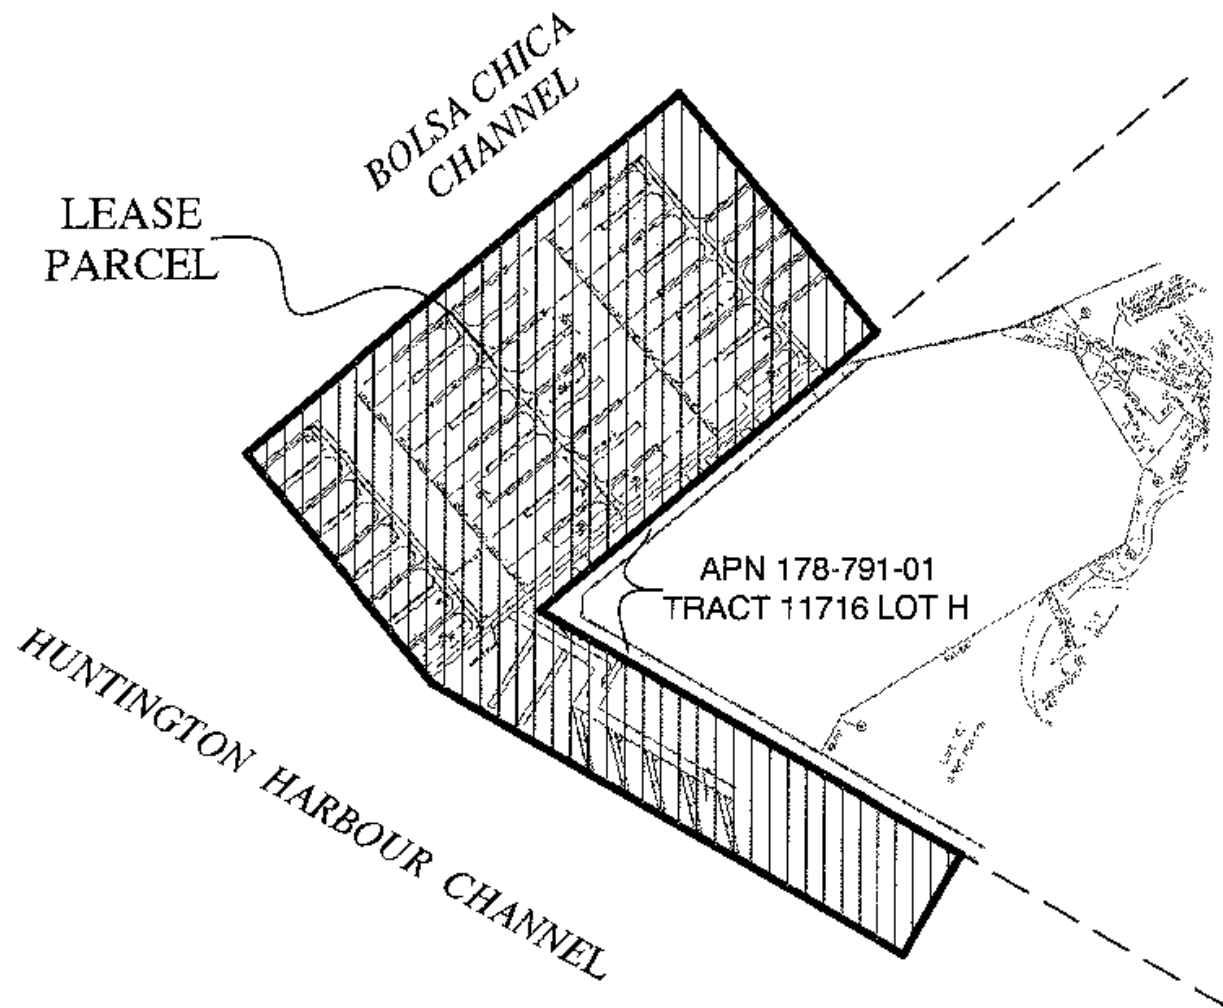 BOLSA CHICA
CHANNEL
LEASE
PARCEL
APN 178-791-01
TRACT 11716 LOT H
HUNTINGTON HARBOUR CHANNEL